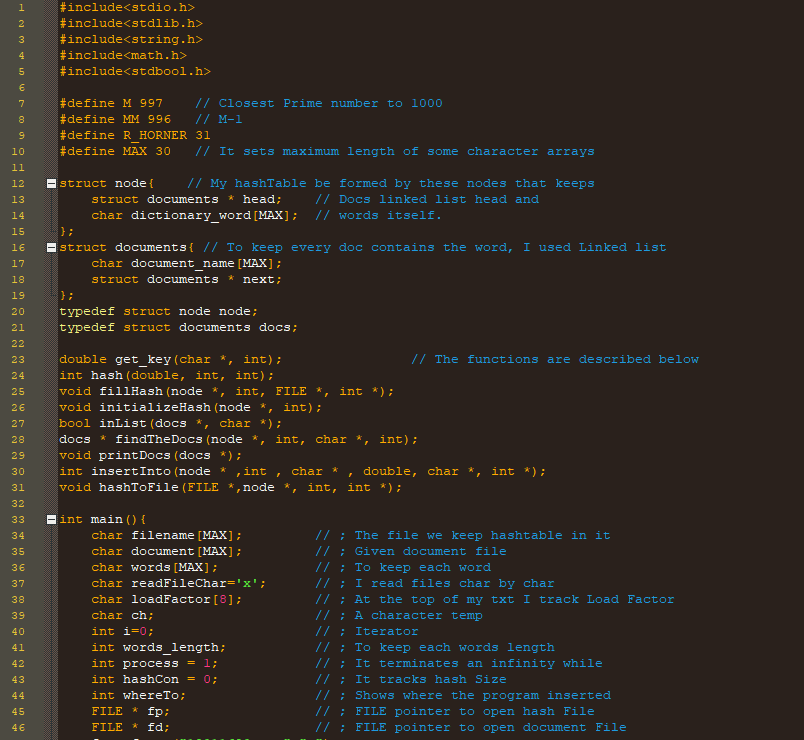 1 #include<stdio.h>
2 #include<stdlib.h>
3 #include<string.h>
4 #include<math.h>
5 #include<stdbool.h>
6
7 #define M 997    // Closest Prime number to 1000
8 #define MM 996   // M-1
9 #define R_HORNER 31
10 #define MAX 30   // It sets maximum length of some character arrays
11
12 struct node{    // My hashTable be formed by these nodes that keeps
13     struct documents * head;    // Docs linked list head and
14     char dictionary_word[MAX];  // words itself.
15 };
16 struct documents{ // To keep every doc contains the word, I used Linked list
17     char document_name[MAX];
18     struct documents * next;
19 };
20 typedef struct node node;
21 typedef struct documents docs;
22
23 double get_key(char *, int);                // The functions are described below
24 int hash(double, int, int);
25 void fillHash(node *, int, FILE *, int *);
26 void initializeHash(node *, int);
27 bool inList(docs *, char *);
28 docs * findTheDocs(node *, int, char *, int);
29 void printDocs(docs *);
30 int insertInto(node * ,int , char * , double, char *, int *);
31 void hashToFile(FILE *,node *, int, int *);
32
33 int main(){
34     char filename[MAX];         // ; The file we keep hashtable in it
35     char document[MAX];         // ; Given document file
36     char words[MAX];            // ; To keep each word
37     char readFileChar='x';      // ; I read files char by char
38     char loadFactor[8];         // ; At the top of my txt I track Load Factor
39     char ch;                    // ; A character temp
40     int i=0;                    // ; Iterator
41     int words_length;           // ; To keep each words length
42     int process = 1;            // ; It terminates an infinity while
43     int hashCon = 0;            // ; It tracks hash Size
44     int whereTo;                // ; Shows where the program inserted
45     FILE * fp;                  // ; FILE pointer to open hash File
46     FILE * fd;                  // ; FILE pointer to open document File